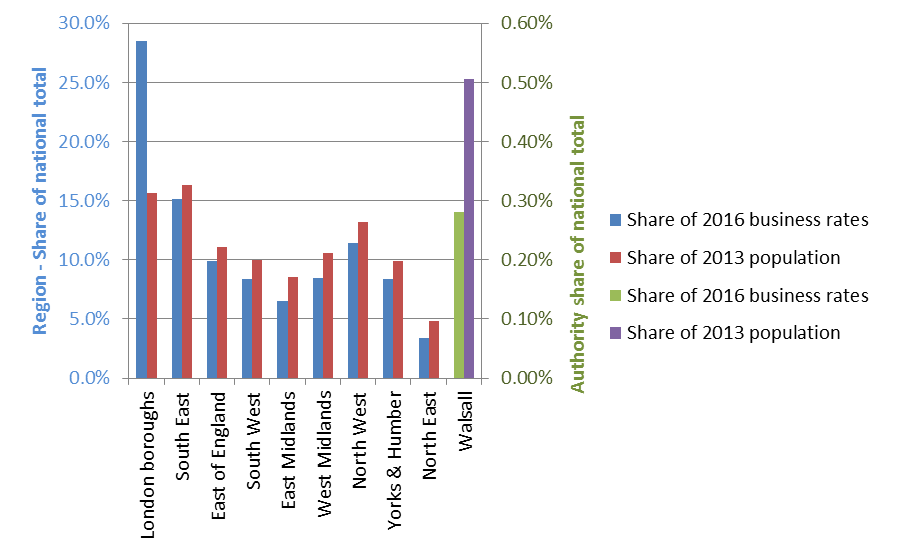 30.0%
25.0%
20.0%
15.0%
10.0%
5.0%
0.0%
Region - Share of national total
0.60%
0.50%
0.40%
0.30%
0.20%
0.10%
0.00%
Authority share of national total
London boroughs
South East
East of England
South West
East Midlands
West Midlands
North West
Yorks & Humber
North East
Walsall
Share of 2016 business rates
Share of 2013 population
Share of 2016 business rates
Share of 2013 population